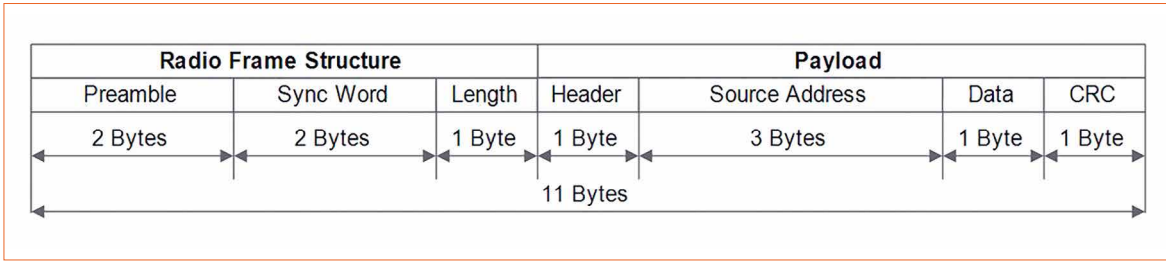 Radio Frame Structure Payload
Preamble Sync Word Length Header Source Address Data CRC
2 Bytes 2 Bytes 1 Byte 1 Byte 3 Bytes 1 Byte 1 Byte
11 Bytes